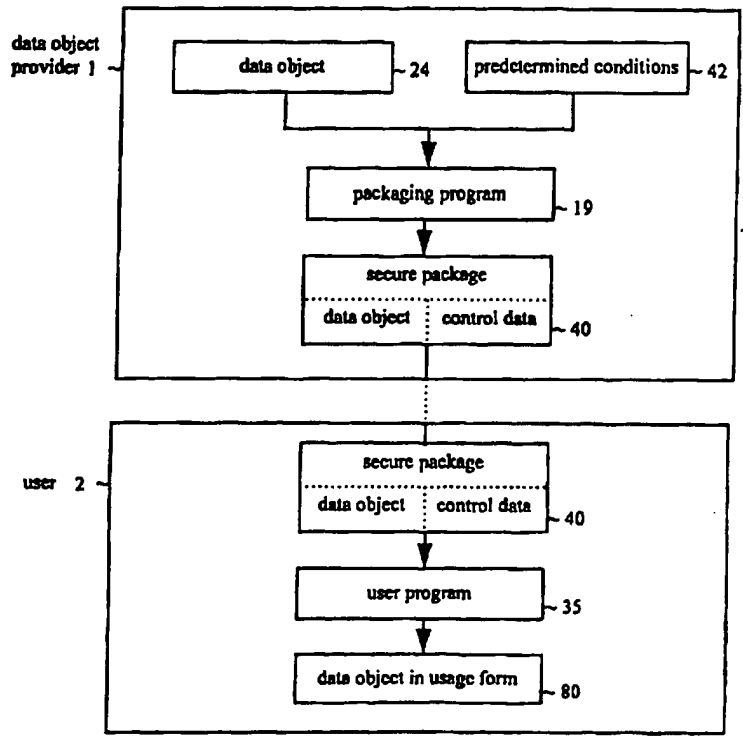 data object
provider 1
data object
24
predetermined conditions
42
packaging program
19
secure package
data object
control data
40
user 2
secure package
data object
control data
40
user program
35
data object in usage form
80